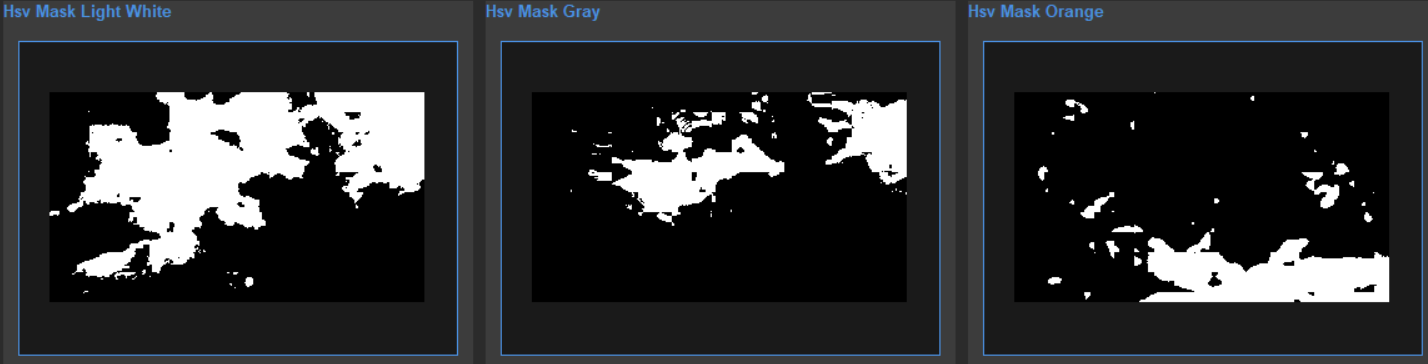 Hsv Mask Light White
Hsv Mask Gray
Hsv Mask Orange